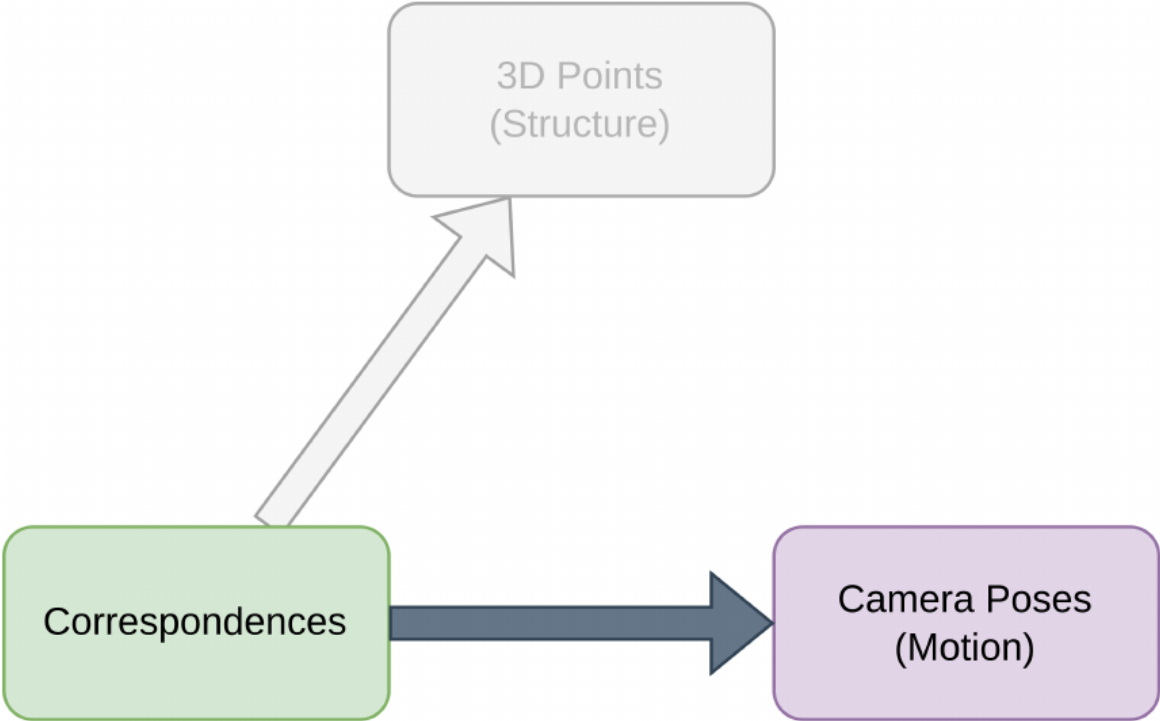 3D Points
(Structure)
Correspondences
Camera Poses
(Motion)